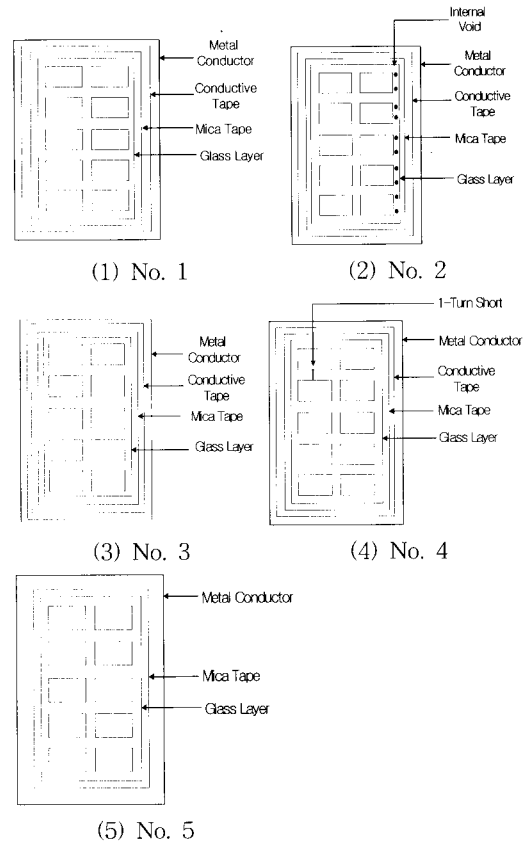 Metal
Conductor
Conductive
Tape
Mica Tape
Glass Layer
(1) No. 1
Internal
Void
Metal
Conductor
Conductive
Tape
Mica Tape
Glass Layer
(2) No. 2
Metal
Conductor
Conductive
Tape
Mica Tape
Glass Layer
(3) No. 3
1-Turn Short
Metal Conductor
Conductive
Tape
Mica Tape
Glass Layer
(4) No. 4
Metal Conductor
Mica Tape
Glass Layer
(5) No. 5